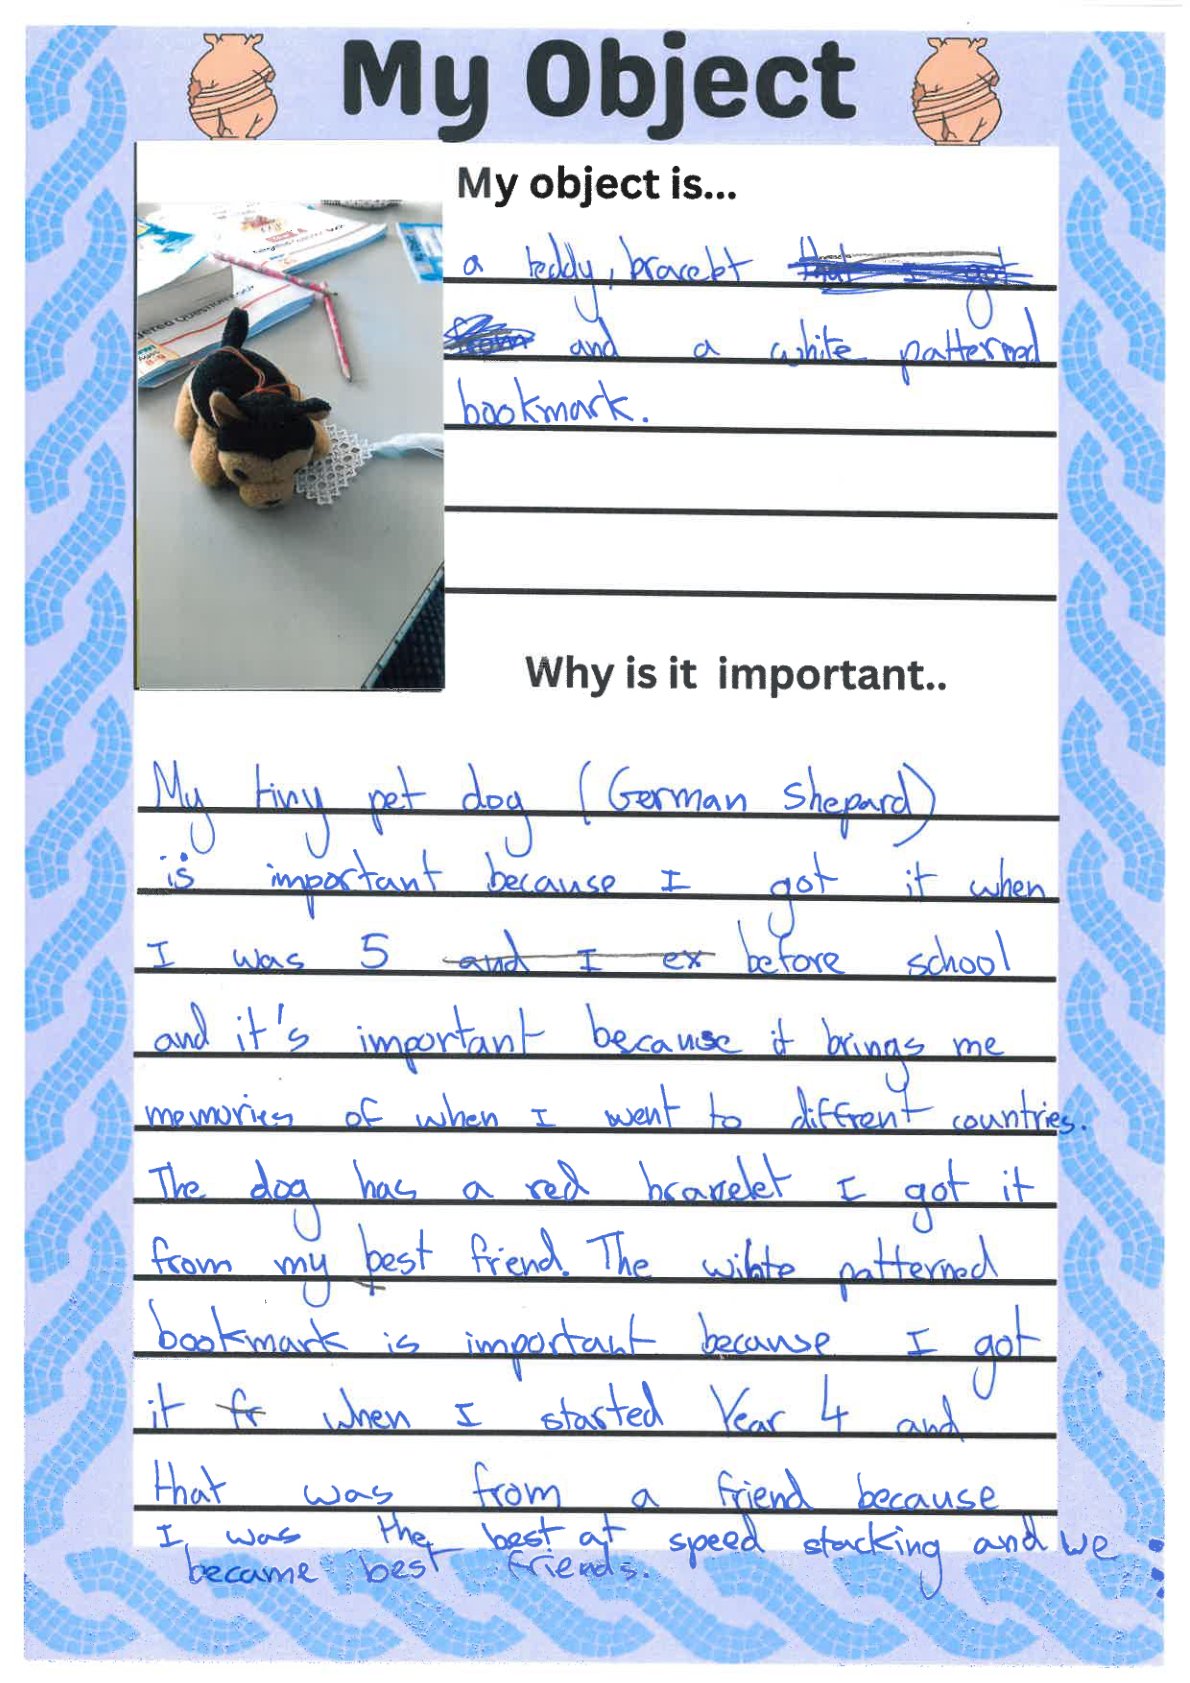 My Object
My object is...
a teddy, bracelet that I got
from and a white patterned
bookmark.
Why is it important..
My tiny pet dog (German Shepard)
is important because I got it when
I was 5 and I ex before school
and it's important because it brings me
memories of when I went to diffrent countries.
The dog has a red bracelet I got it
from my best friend. The wihte patterned
bookmark is important because I got
it fr when I started Year 4 and
that was from a friend because
I was the best at speed stacking and we
became best friends.